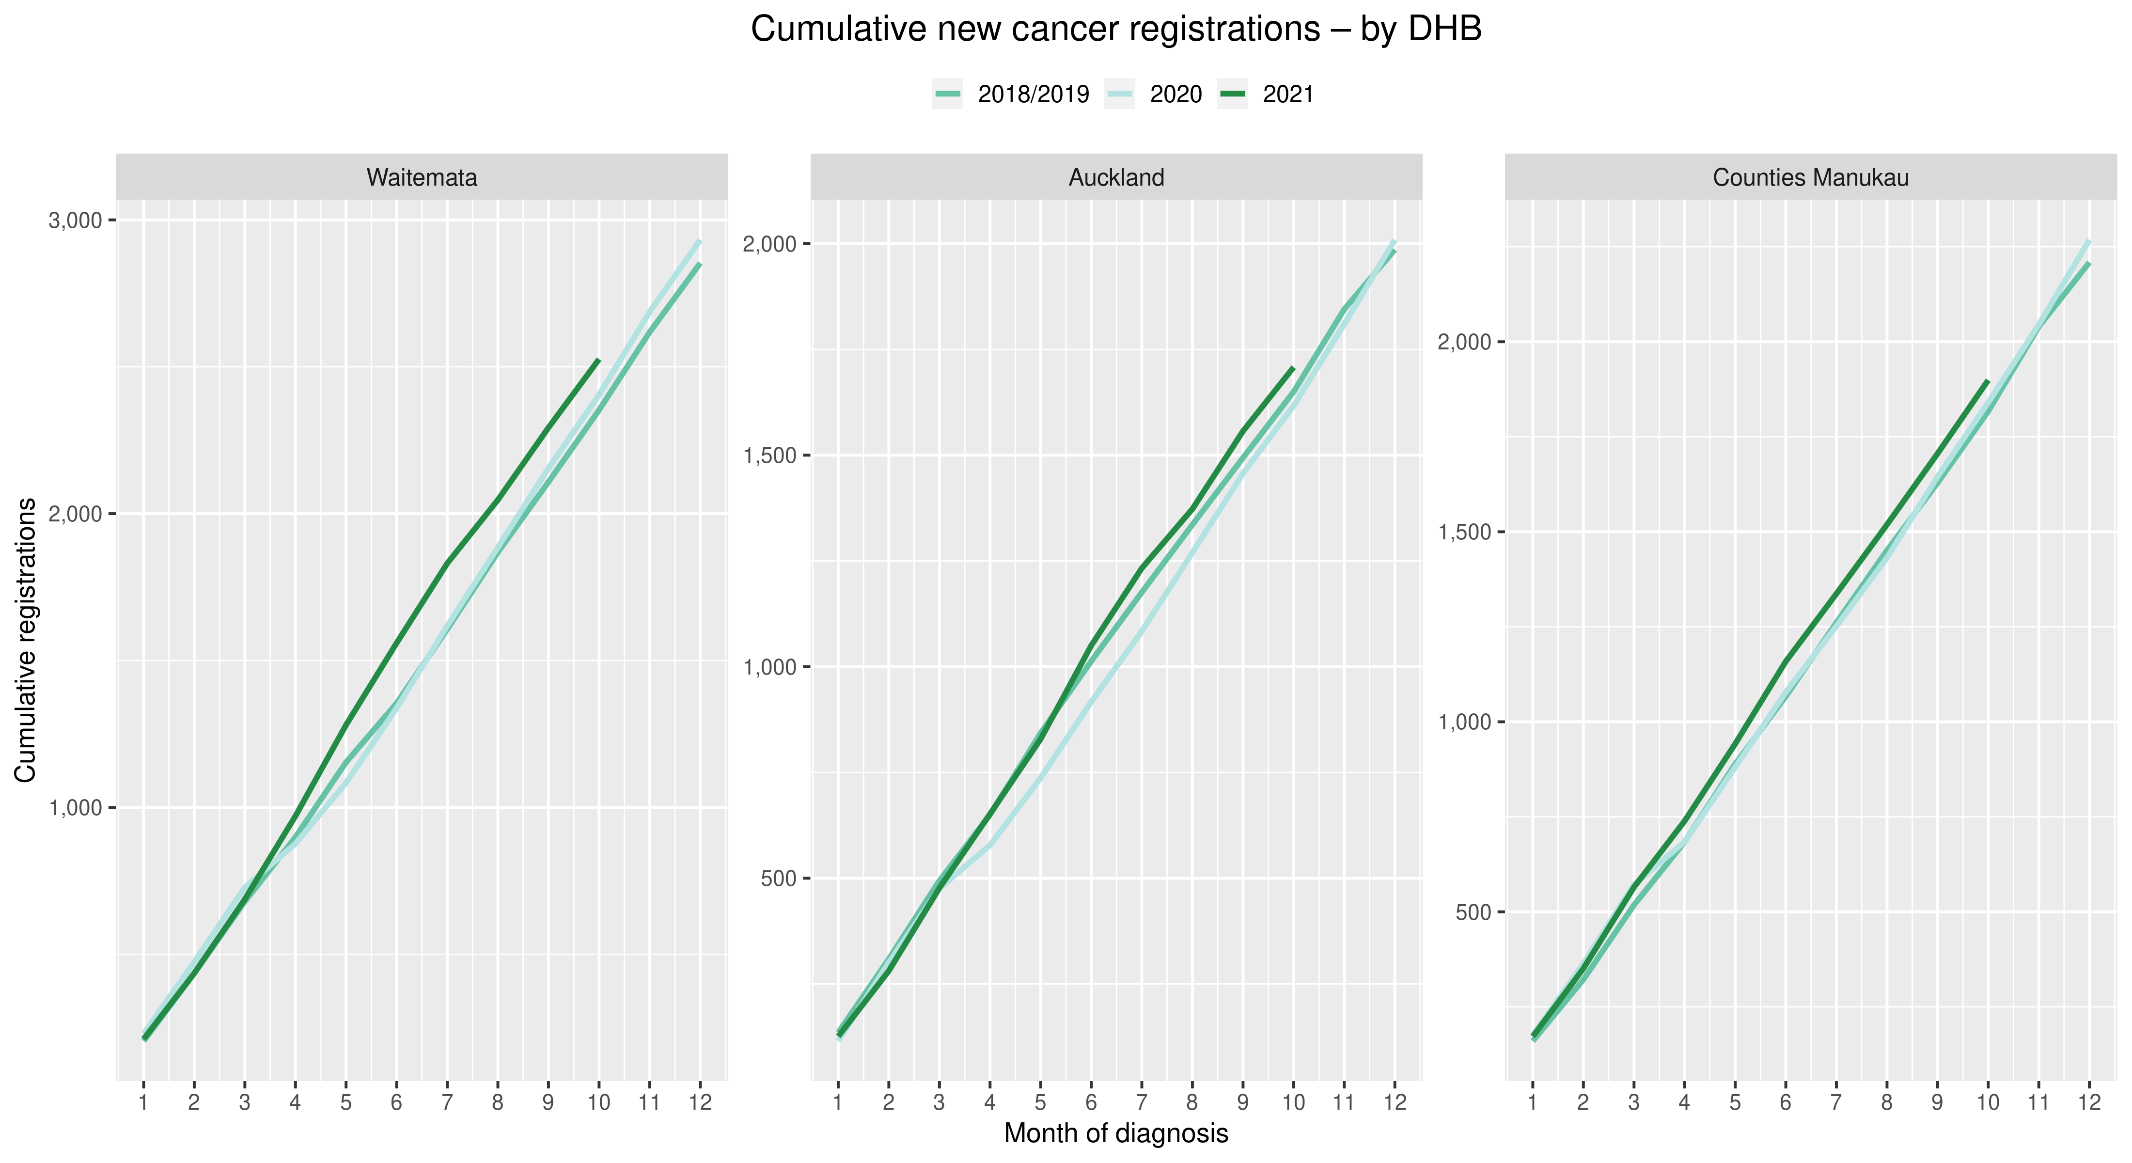 Cumulative new cancer registrations – by DHB
2018/2019 2020 2021
Waitemata Auckland Counties Manukau
Cumulative registrations
3,000
2,000
1,000
2,000
1,500
1,000
500
2,000
1,500
1,000
500
1 2 3 4 5 6 7 8 9 10 11 12 1 2 3 4 5 6 7 8 9 10 11 12 1 2 3 4 5 6 7 8 9 10 11 12
Month of diagnosis